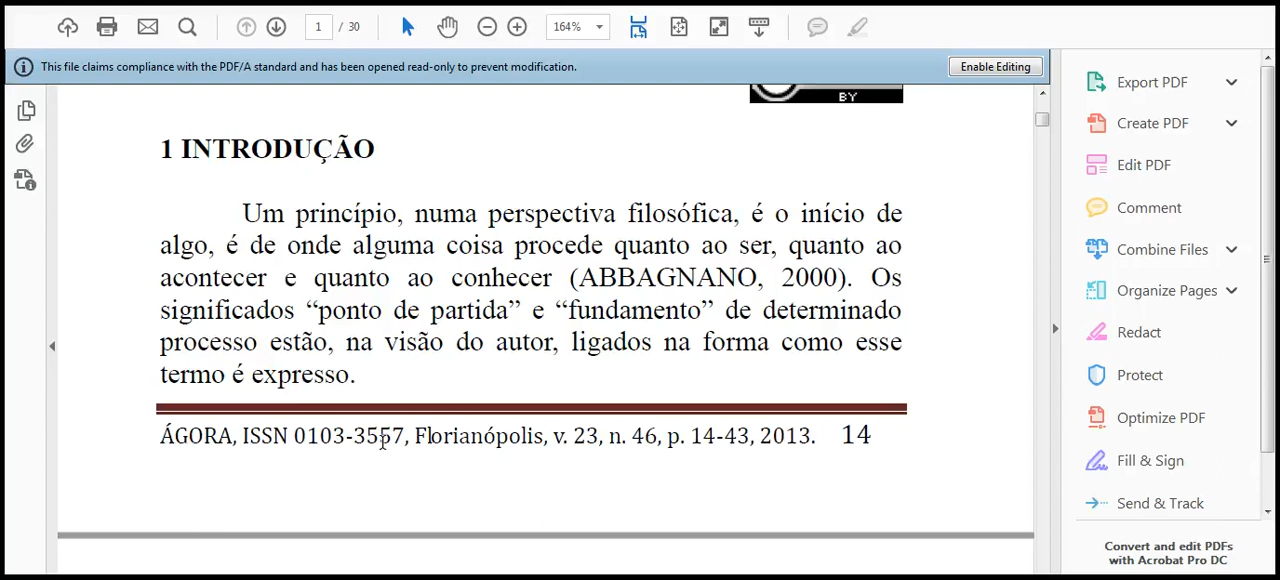 1 / 30 164%
This file claims compliance with the PDF/A standard and has been opened read-only to prevent modification. Enable Editing
BY
1 INTRODUÇÃO
Um princípio, numa perspectiva filosófica, é o início de
algo, é de onde alguma coisa procede quanto ao ser, quanto ao
acontecer e quanto ao conhecer (ABBAGNANO, 2000). Os
significados “ponto de partida” e “fundamento” de determinado
processo estão, na visão do autor, ligados na forma como esse
termo é expresso.
ÁGORA, ISSN 0103-3557, Florianópolis, v. 23, n. 46, p. 14-43, 2013. 14
Export PDF
Create PDF
Edit PDF
Comment
Combine Files
Organize Pages
Redact
Protect
Optimize PDF
Fill & Sign
Send & Track
Convert and edit PDFs
with Acrobat Pro DC